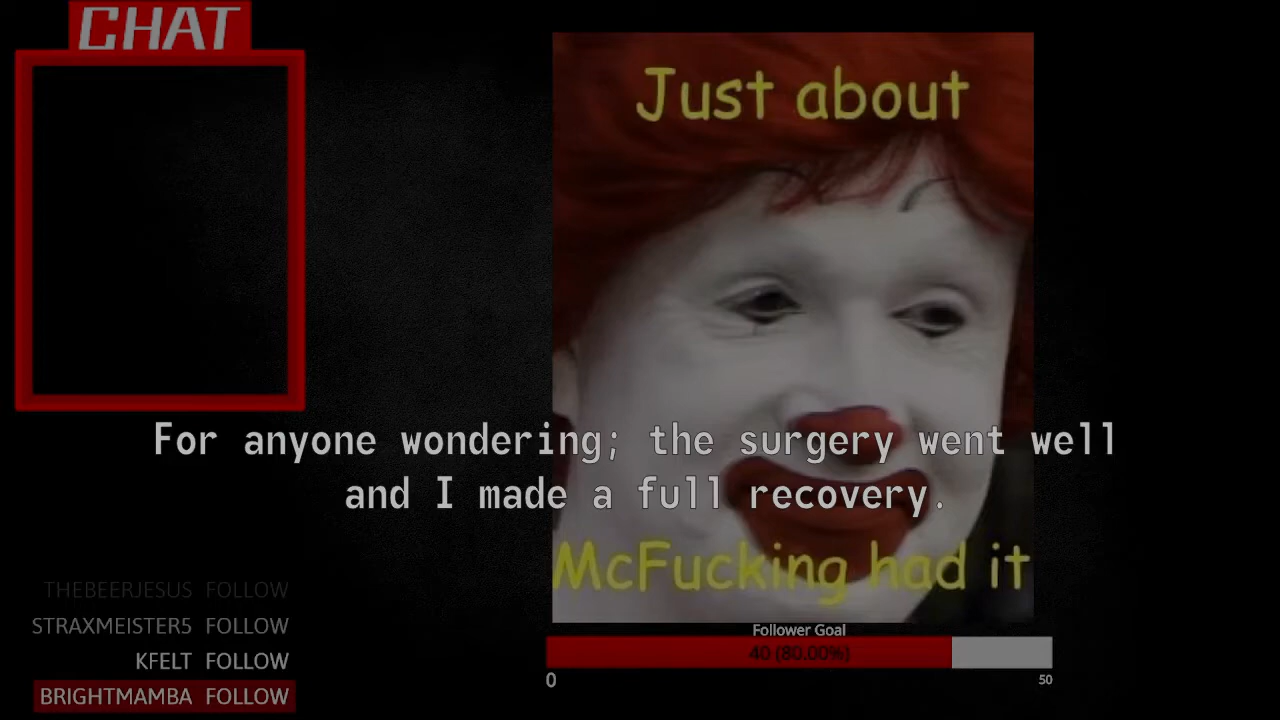 CHAT
Just about
For anyone wondering; the surgery went well
and I made a full recovery.
McFucking had it
THEBEERJESUS FOLLOW
STRAXMEISTER5 FOLLOW
KFELT FOLLOW
BRIGHTMAMBA FOLLOW
Follower Goal
40 (80.00%)
0
50